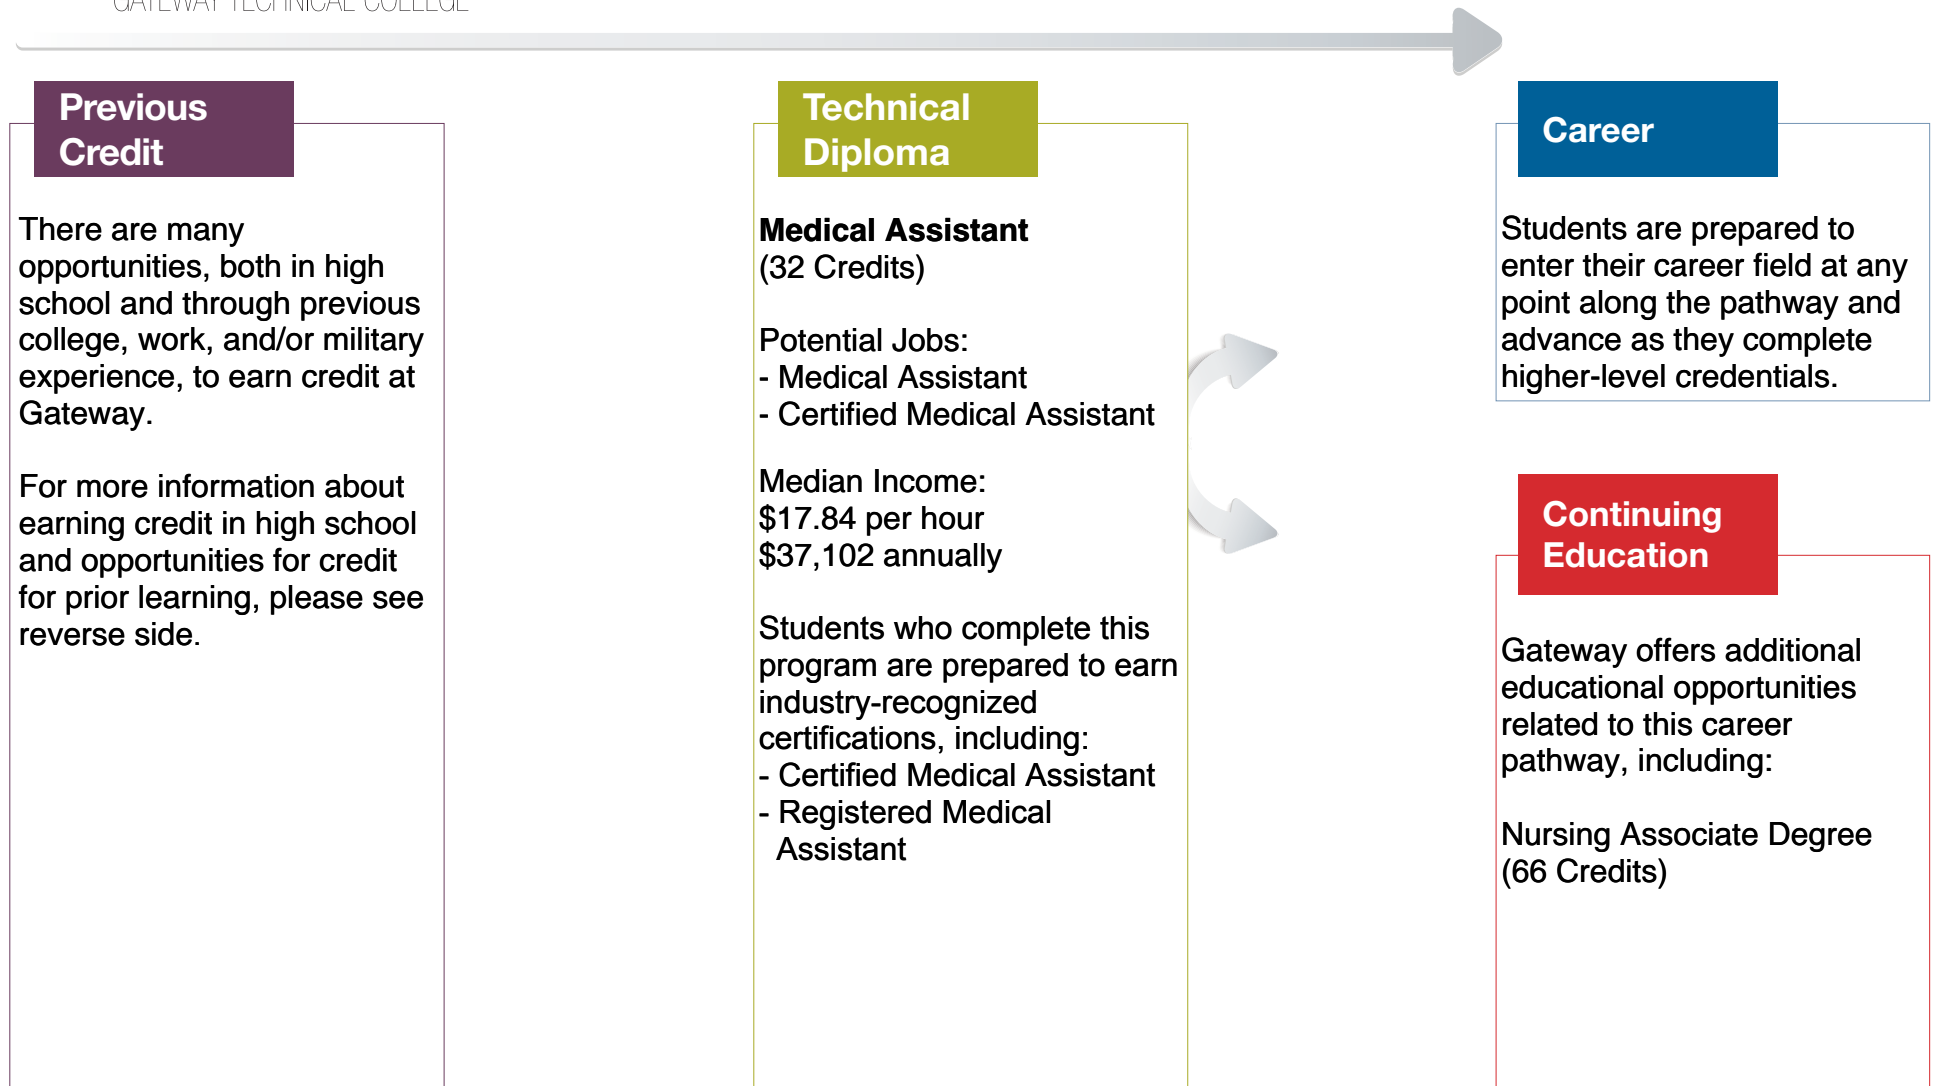 GATEWAY TECHNICAL COLLEGE
Previous
Credit
There are many
opportunities, both in high
school and through previous
college, work, and/or military
experience, to earn credit at
Gateway.
For more information about
earning credit in high school
and opportunities for credit
for prior learning, please see
reverse side.
Technical
Diploma
Medical Assistant
(32 Credits)
Potential Jobs:
- Medical Assistant
- Certified Medical Assistant
Median Income:
$17.84 per hour
$37,102 annually
Students who complete this
program are prepared to earn
industry-recognized
certifications, including:
- Certified Medical Assistant
- Registered Medical
Assistant
Career
Students are prepared to
enter their career field at any
point along the pathway and
advance as they complete
higher-level credentials.
Continuing
Education
Gateway offers additional
educational opportunities
related to this career
pathway, including:
Nursing Associate Degree
(66 Credits)